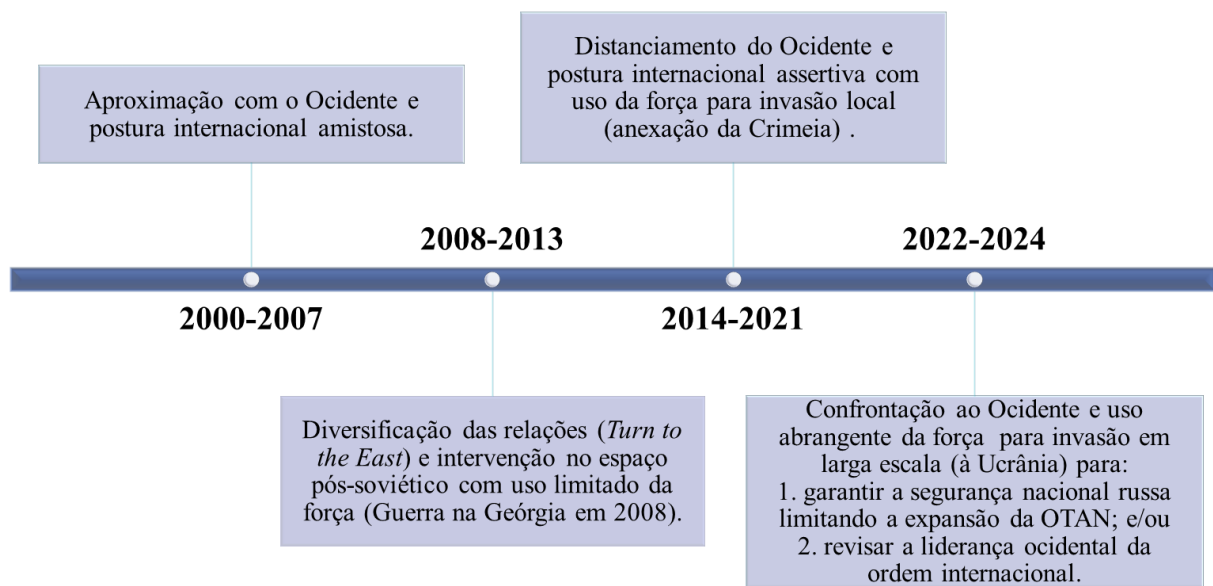 Aproximação com o Ocidente e
postura internacional amistosa.
2000-2007
2008-2013
Diversificação das relações (Turn to
the East) e intervenção no espaço
pós-soviético com uso limitado da
força (Guerra na Geórgia em 2008).
Distanciamento do Ocidente e
postura internacional assertiva com
uso da força para invasão local
(anexação da Crimeia) .
2014-2021
2022-2024
Confrontação ao Ocidente e uso
abrangente da força para invasão em
larga escala (à Ucrânia) para:
1. garantir a segurança nacional russa
limitando a expansão da OTAN; e/ou
2. revisar a liderança ocidental da
ordem internacional.